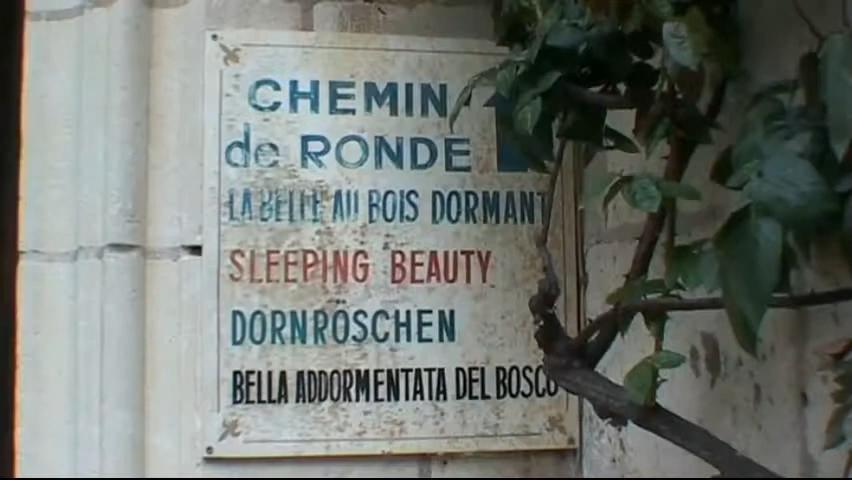 CHEMIN
de RONDE
LA BELLE AU BOIS DORMANT
SLEEPING BEAUTY
DORNRÖSCHEN
BELLA ADDORMENTATA DEL BOSCO